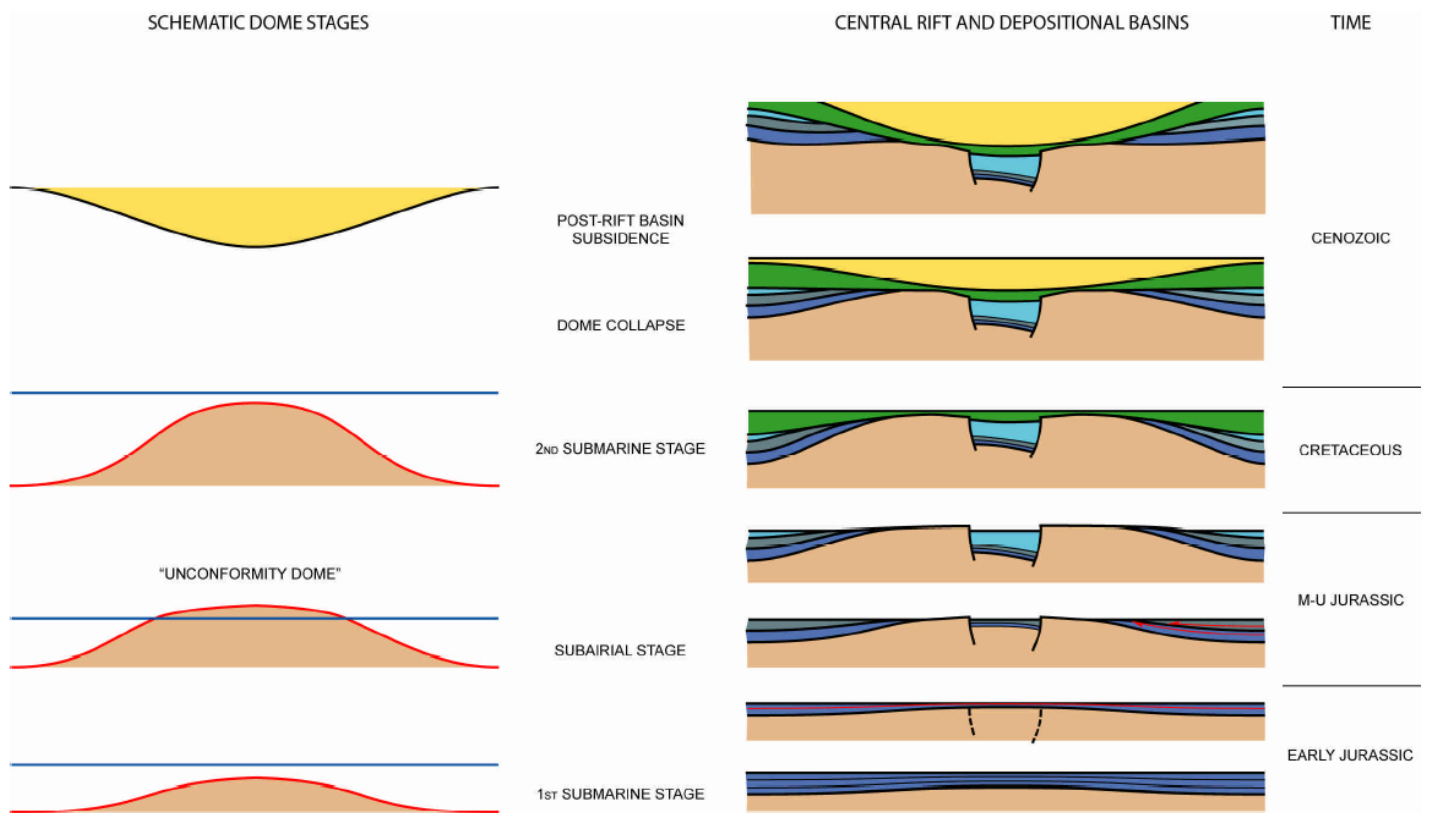 SCHEMATIC DOME STAGES
CENTRAL RIFT AND DEPOSITIONAL BASINS
TIME
POST-RIFT BASIN
SUBSIDENCE
CENOZOIC
DOME COLLAPSE
2ND SUBMARINE STAGE
CRETACEOUS
"UNCONFORMITY DOME"
M-U JURASSIC
SUBAIRIAL STAGE
EARLY JURASSIC
1ST SUBMARINE STAGE